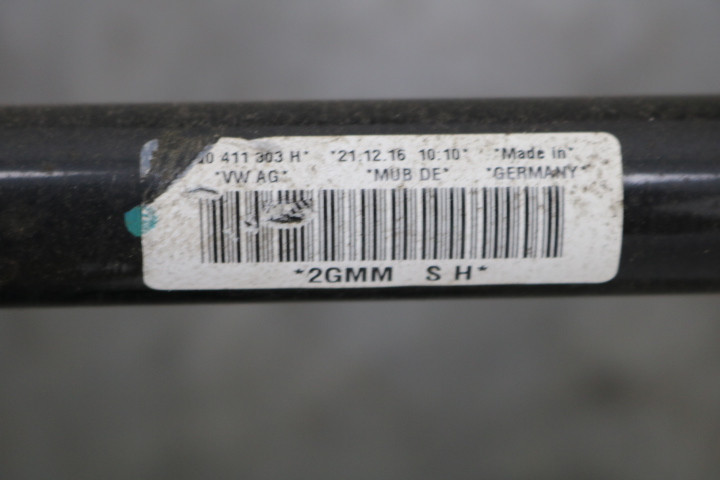 411 303 H* *21.12.16 10:10* *Made in*
*VW AG* *MUB DE* *GERMANY*
*2GMM S H*